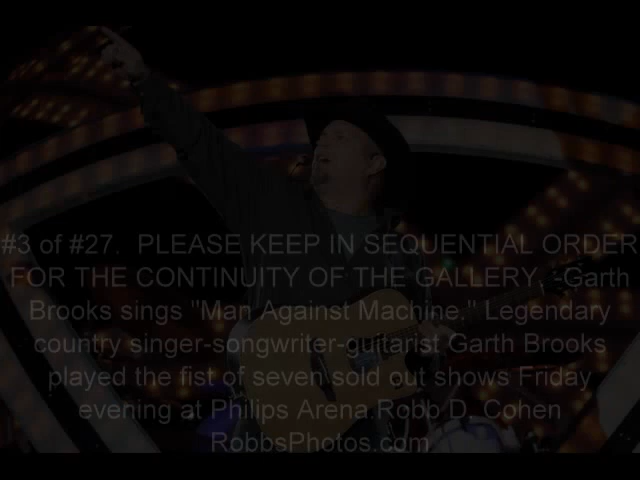 #3 of #27.  PLEASE KEEP IN SEQUENTIAL ORDER
FOR THE CONTINUITY OF THE GALLERY. -Garth
Brooks sings "Man Against Machine." Legendary
country singer-songwriter-guitarist Garth Brooks
played the fist of seven sold out shows Friday
evening at Philips Arena Robb D. Cohen
RobbsPhotos.com